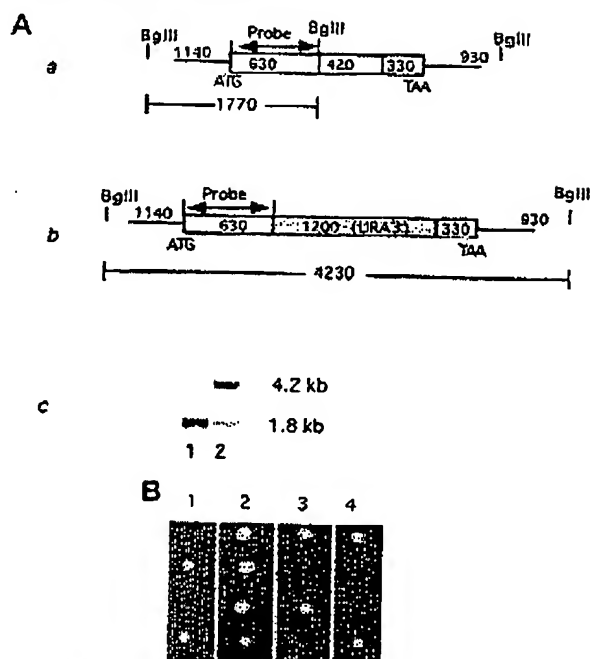 A
BglII 1140 Probe BglII 930 BglII
a
630 420 330
ATG TAA
1770
BglII 1140 Probe 930 BglII
b
630 1200 (URA3) 330
ATG TAA
4230
c
4.2 kb
1.8 kb
1 2
B
1 2 3 4